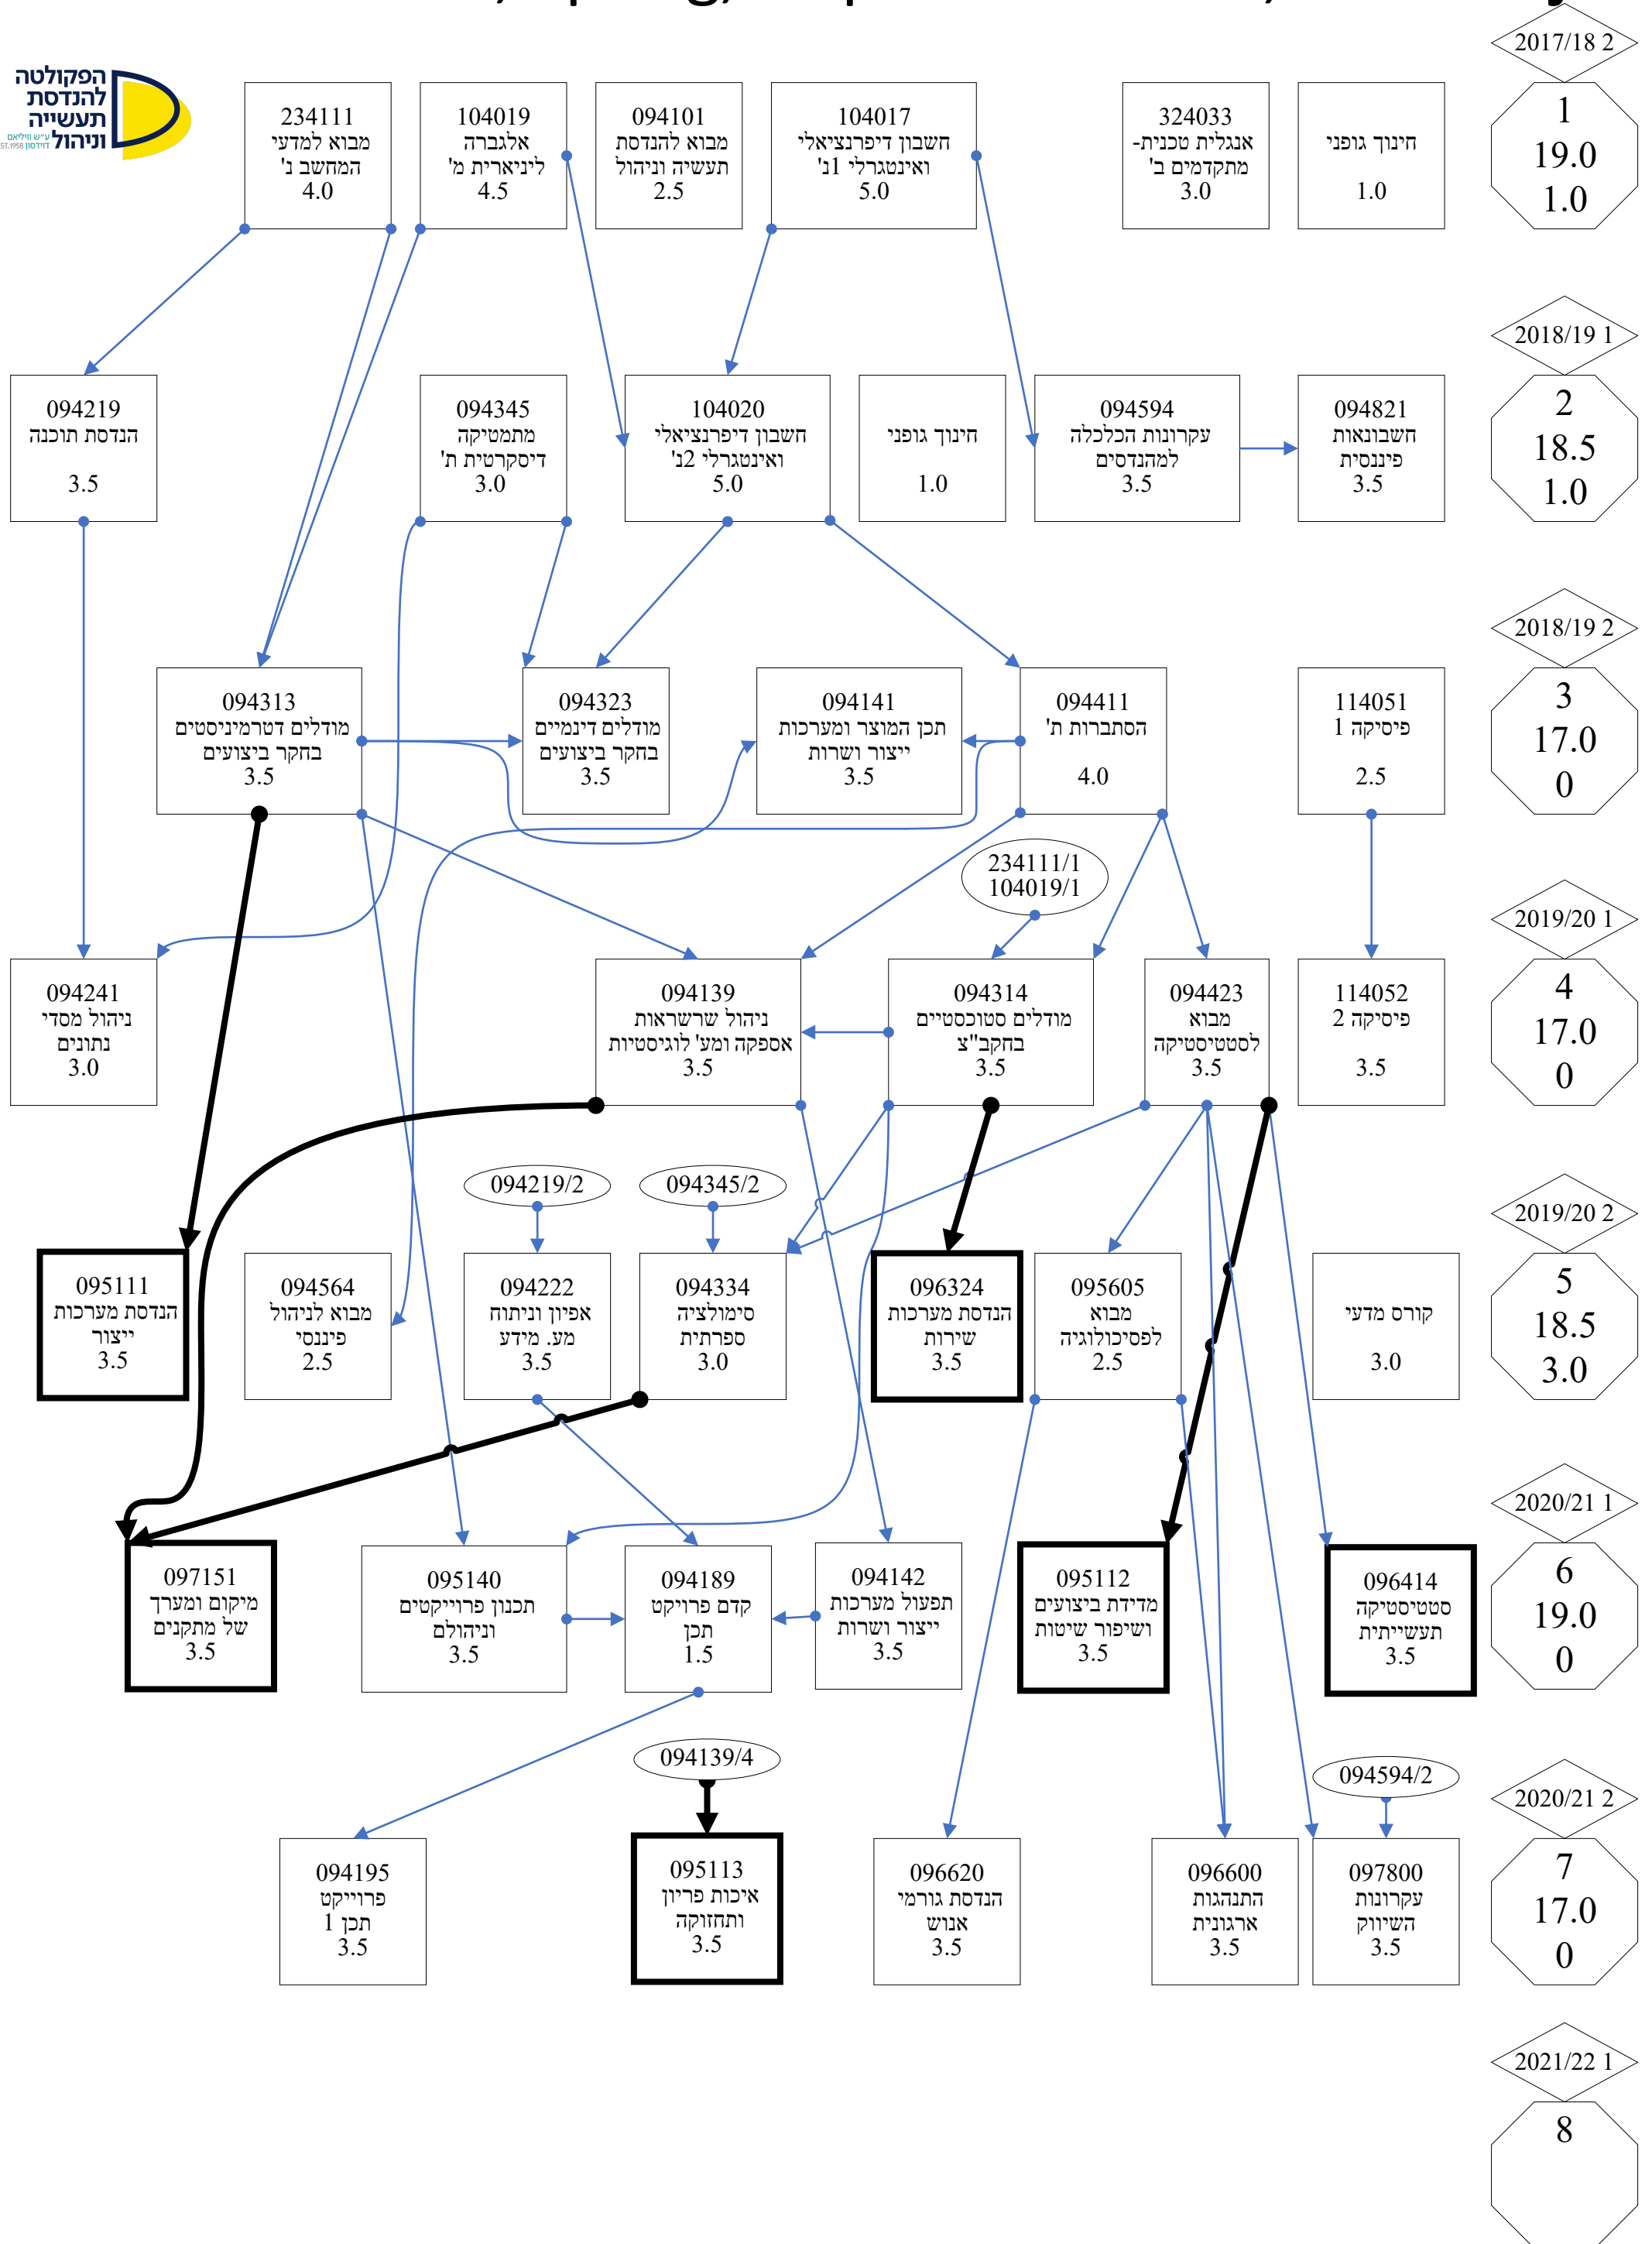 2017/18 2
הפקולטה
להנדסת
תעשייה
וניהול
ע"ש וויליאם
דוידסון
234111
מבוא למדעי
המחשב נ'
4.0
104019
אלגברה
ליניארית מ'
4.5
094101
מבוא להנדסת
תעשיה וניהול
2.5
104017
חשבון דיפרנציאלי
ואינטגרלי 1נ'
5.0
324033
אנגלית טכנית-
מתקדמים ב'
3.0
חינוך גופני
1.0
1
19.0
1.0
2018/19 1
094219
הנדסת תוכנה
3.5
094345
מתמטיקה
דיסקרטית ת'
3.0
104020
חשבון דיפרנציאלי
ואינטגרלי 2נ'
5.0
חינוך גופני
1.0
094594
עקרונות הכלכלה
למהנדסים
3.5
094821
חשבונאות
פיננסית
3.5
2
18.5
1.0
2018/19 2
094313
מודלים דטרמיניסטים
בחקר ביצועים
3.5
094323
מודלים דינמיים
בחקר ביצועים
3.5
094141
תכן המוצר ומערכות
ייצור ושרות
3.5
094411
הסתברות ת'
4.0
114051
פיסיקה 1
2.5
3
17.0
0
234111/1
104019/1
2019/20 1
094241
ניהול מסדי
נתונים
3.0
094139
ניהול שרשראות
אספקה ומע' לוגיסטיות
3.5
094314
מודלים סטוכסטיים
בחקב"צ
3.5
094423
מבוא
לסטטיסטיקה
3.5
114052
פיסיקה 2
3.5
4
17.0
0
094219/2
094345/2
2019/20 2
095111
הנדסת מערכות
ייצור
3.5
094564
מבוא לניהול
פיננסי
2.5
094222
אפיון וניתוח
מע. מידע
3.5
094334
סימולציה
ספרתית
3.0
096324
הנדסת מערכות
שירות
3.5
095605
מבוא
לפסיכולוגיה
2.5
קורס מדעי
3.0
5
18.5
3.0
2020/21 1
097151
מיקום ומערך
של מתקנים
3.5
095140
תכנון פרוייקטים
וניהולם
3.5
094189
קדם פרויקט
תכן
1.5
094142
תפעול מערכות
ייצור ושרות
3.5
095112
מדידת ביצועים
ושיפור שיטות
3.5
096414
סטטיסטיקה
תעשייתית
3.5
6
19.0
0
094139/4
094594/2
2020/21 2
094195
פרוייקט
תכן 1
3.5
095113
איכות פריון
ותחזוקה
3.5
096620
הנדסת גורמי
אנוש
3.5
096600
התנהגות
ארגונית
3.5
097800
עקרונות
השיווק
3.5
7
17.0
0
2021/22 1
8